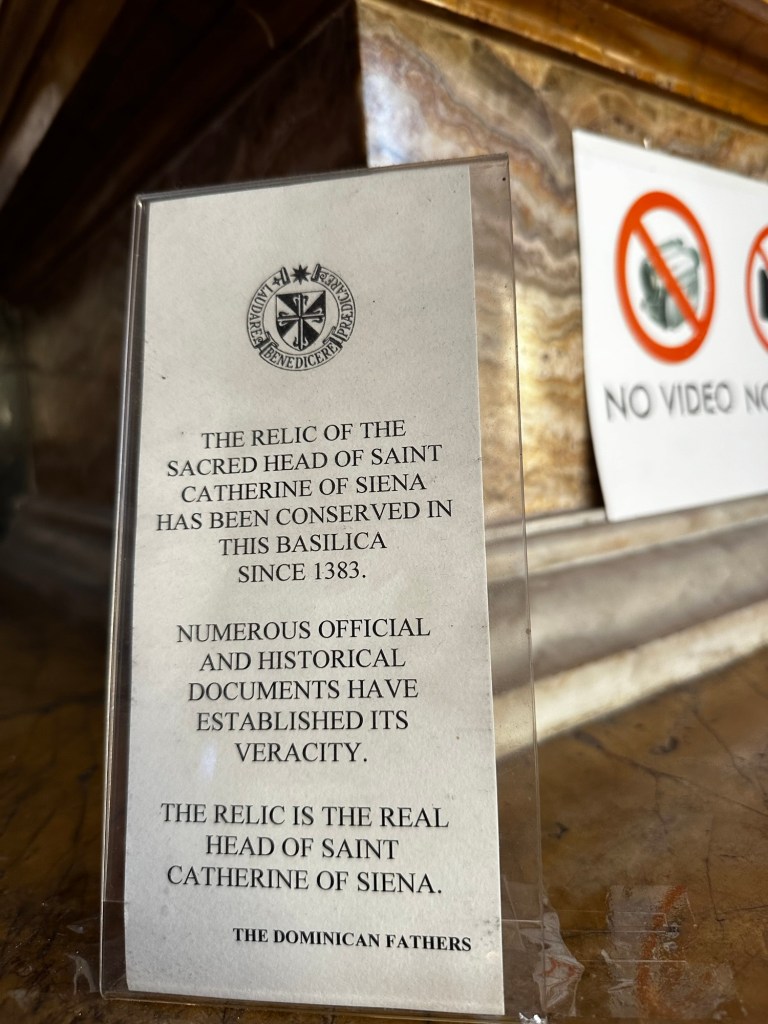 LAUDARE
BENEDICERE
PRÆDICARE
THE RELIC OF THE
SACRED HEAD OF SAINT
CATHERINE OF SIENA
HAS BEEN CONSERVED IN
THIS BASILICA
SINCE 1383.
NUMEROUS OFFICIAL
AND HISTORICAL
DOCUMENTS HAVE
ESTABLISHED ITS
VERACITY.
THE RELIC IS THE REAL
HEAD OF SAINT
CATHERINE OF SIENA.
THE DOMINICAN FATHERS
NO VIDEO